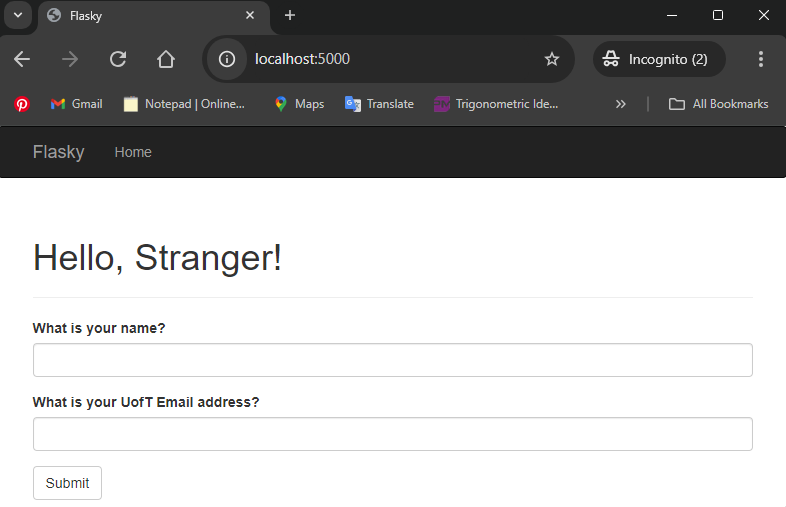 Flasky
localhost:5000
Incognito (2)
Gmail
Notepad | Online...
Maps
Translate
Trigonometric Ide...
All Bookmarks
Flasky
Home
Hello, Stranger!
What is your name?
What is your UofT Email address?
Submit